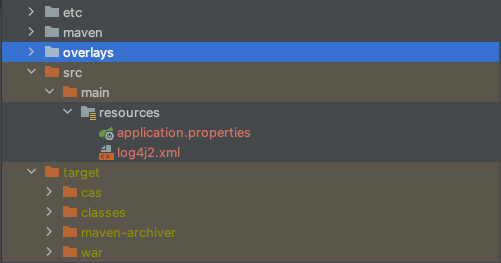 etc
maven
overlays
src
main
resources
application.properties
log4j2.xml
target
cas
classes
maven-archiver
war